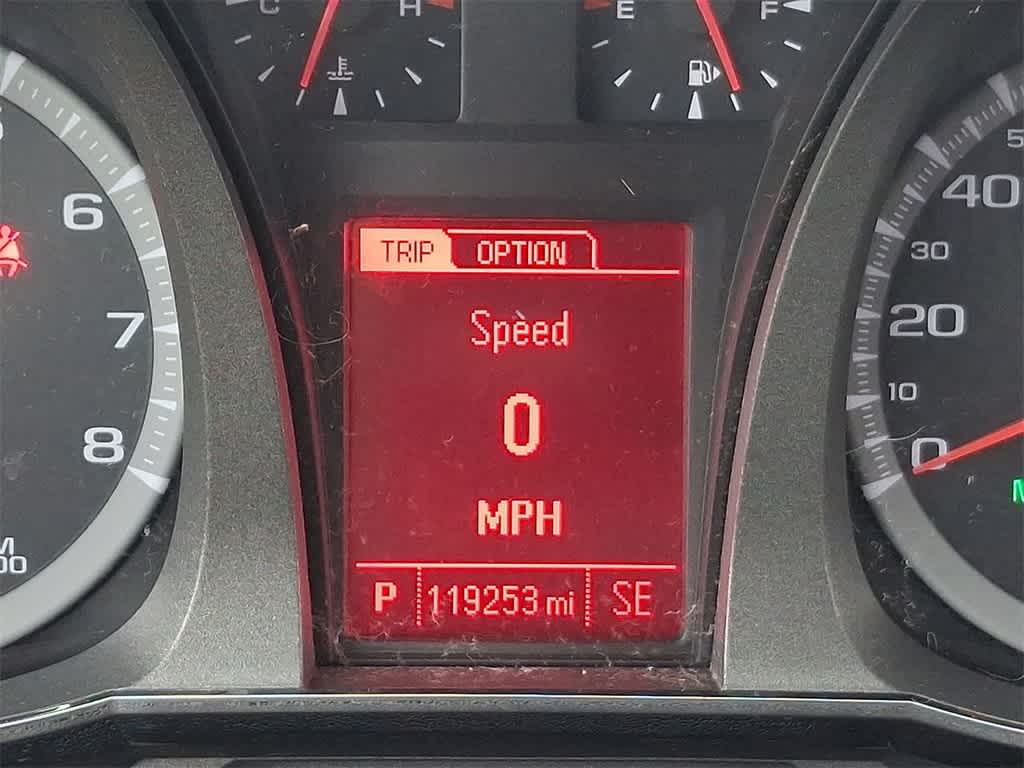 C H
E F
6
7
8
TRIP OPTION
Speed
0
MPH
P 119253 mi SE
40
30
20
10
0